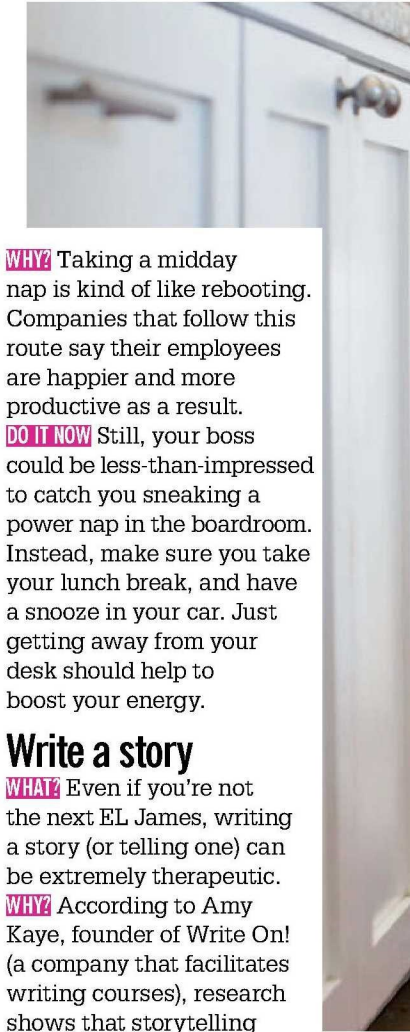 WHY? Taking a midday
nap is kind of like rebooting.
Companies that follow this
route say their employees
are happier and more
productive as a result.
DO IT NOW Still, your boss
could be less-than-impressed
to catch you sneaking a
power nap in the boardroom.
Instead, make sure you take
your lunch break, and have
a snooze in your car. Just
getting away from your
desk should help to
boost your energy.
Write a story
WHAT? Even if you're not
the next EL James, writing
a story (or telling one) can
be extremely therapeutic.
WHY? According to Amy
Kaye, founder of Write On!
(a company that facilitates
writing courses), research
shows that storytelling